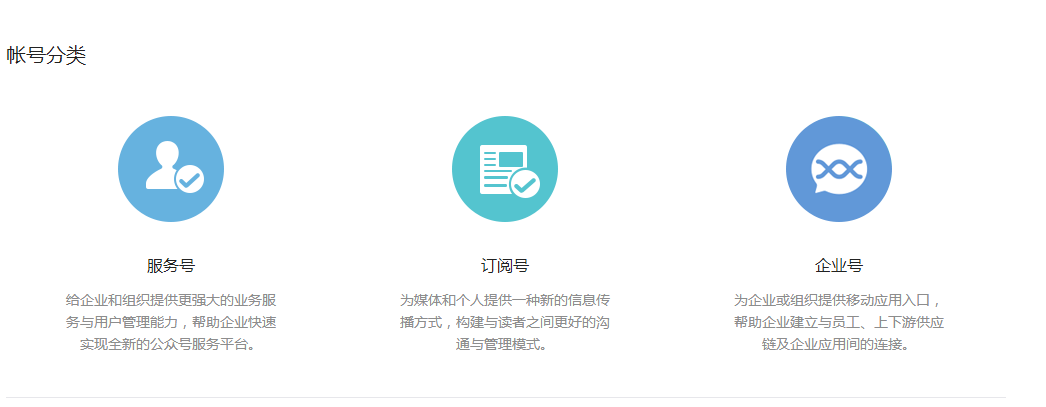 帐号分类
服务号
给企业和组织提供更强大的业务服
务与用户管理能力，帮助企业快速
实现全新的公众号服务平台。
订阅号
为媒体和个人提供一种新的信息传
播方式，构建与读者之间更好的沟
通与管理模式。
企业号
为企业或组织提供移动应用入口，
帮助企业建立与员工、上下游供应
链及企业应用间的连接。